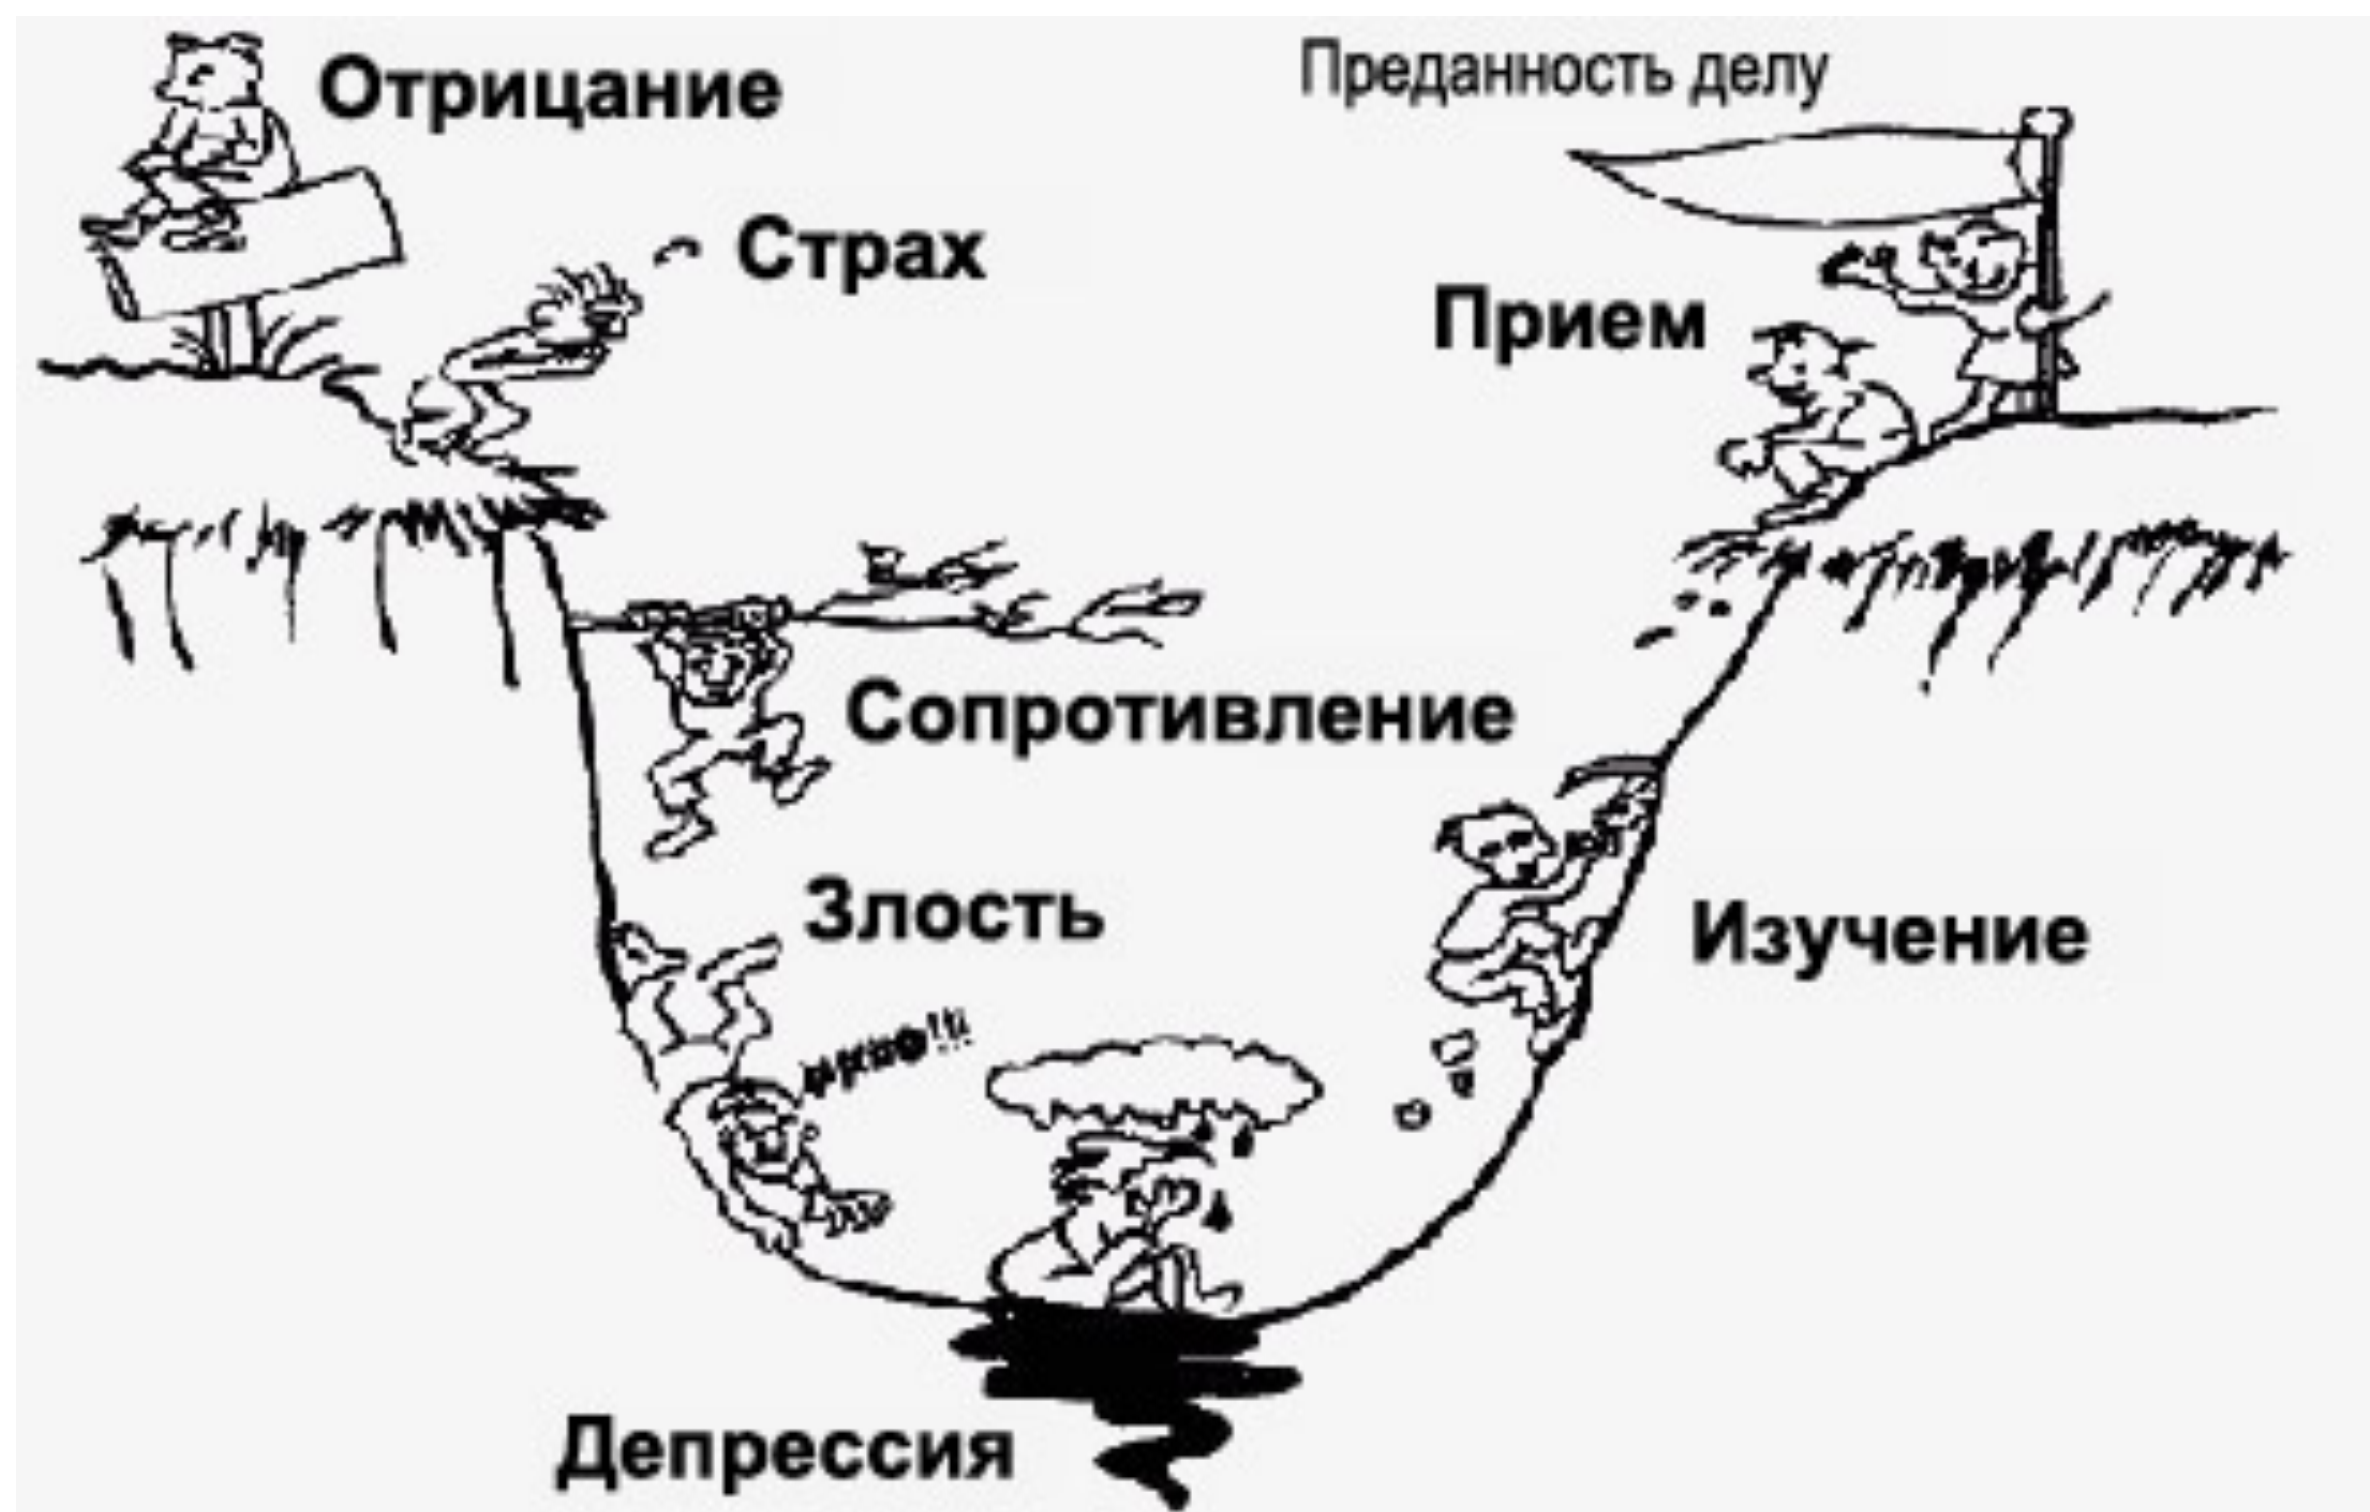 Отрицание
Преданность делу
Страх
Прием
Сопротивление
Злость
Изучение
Депрессия